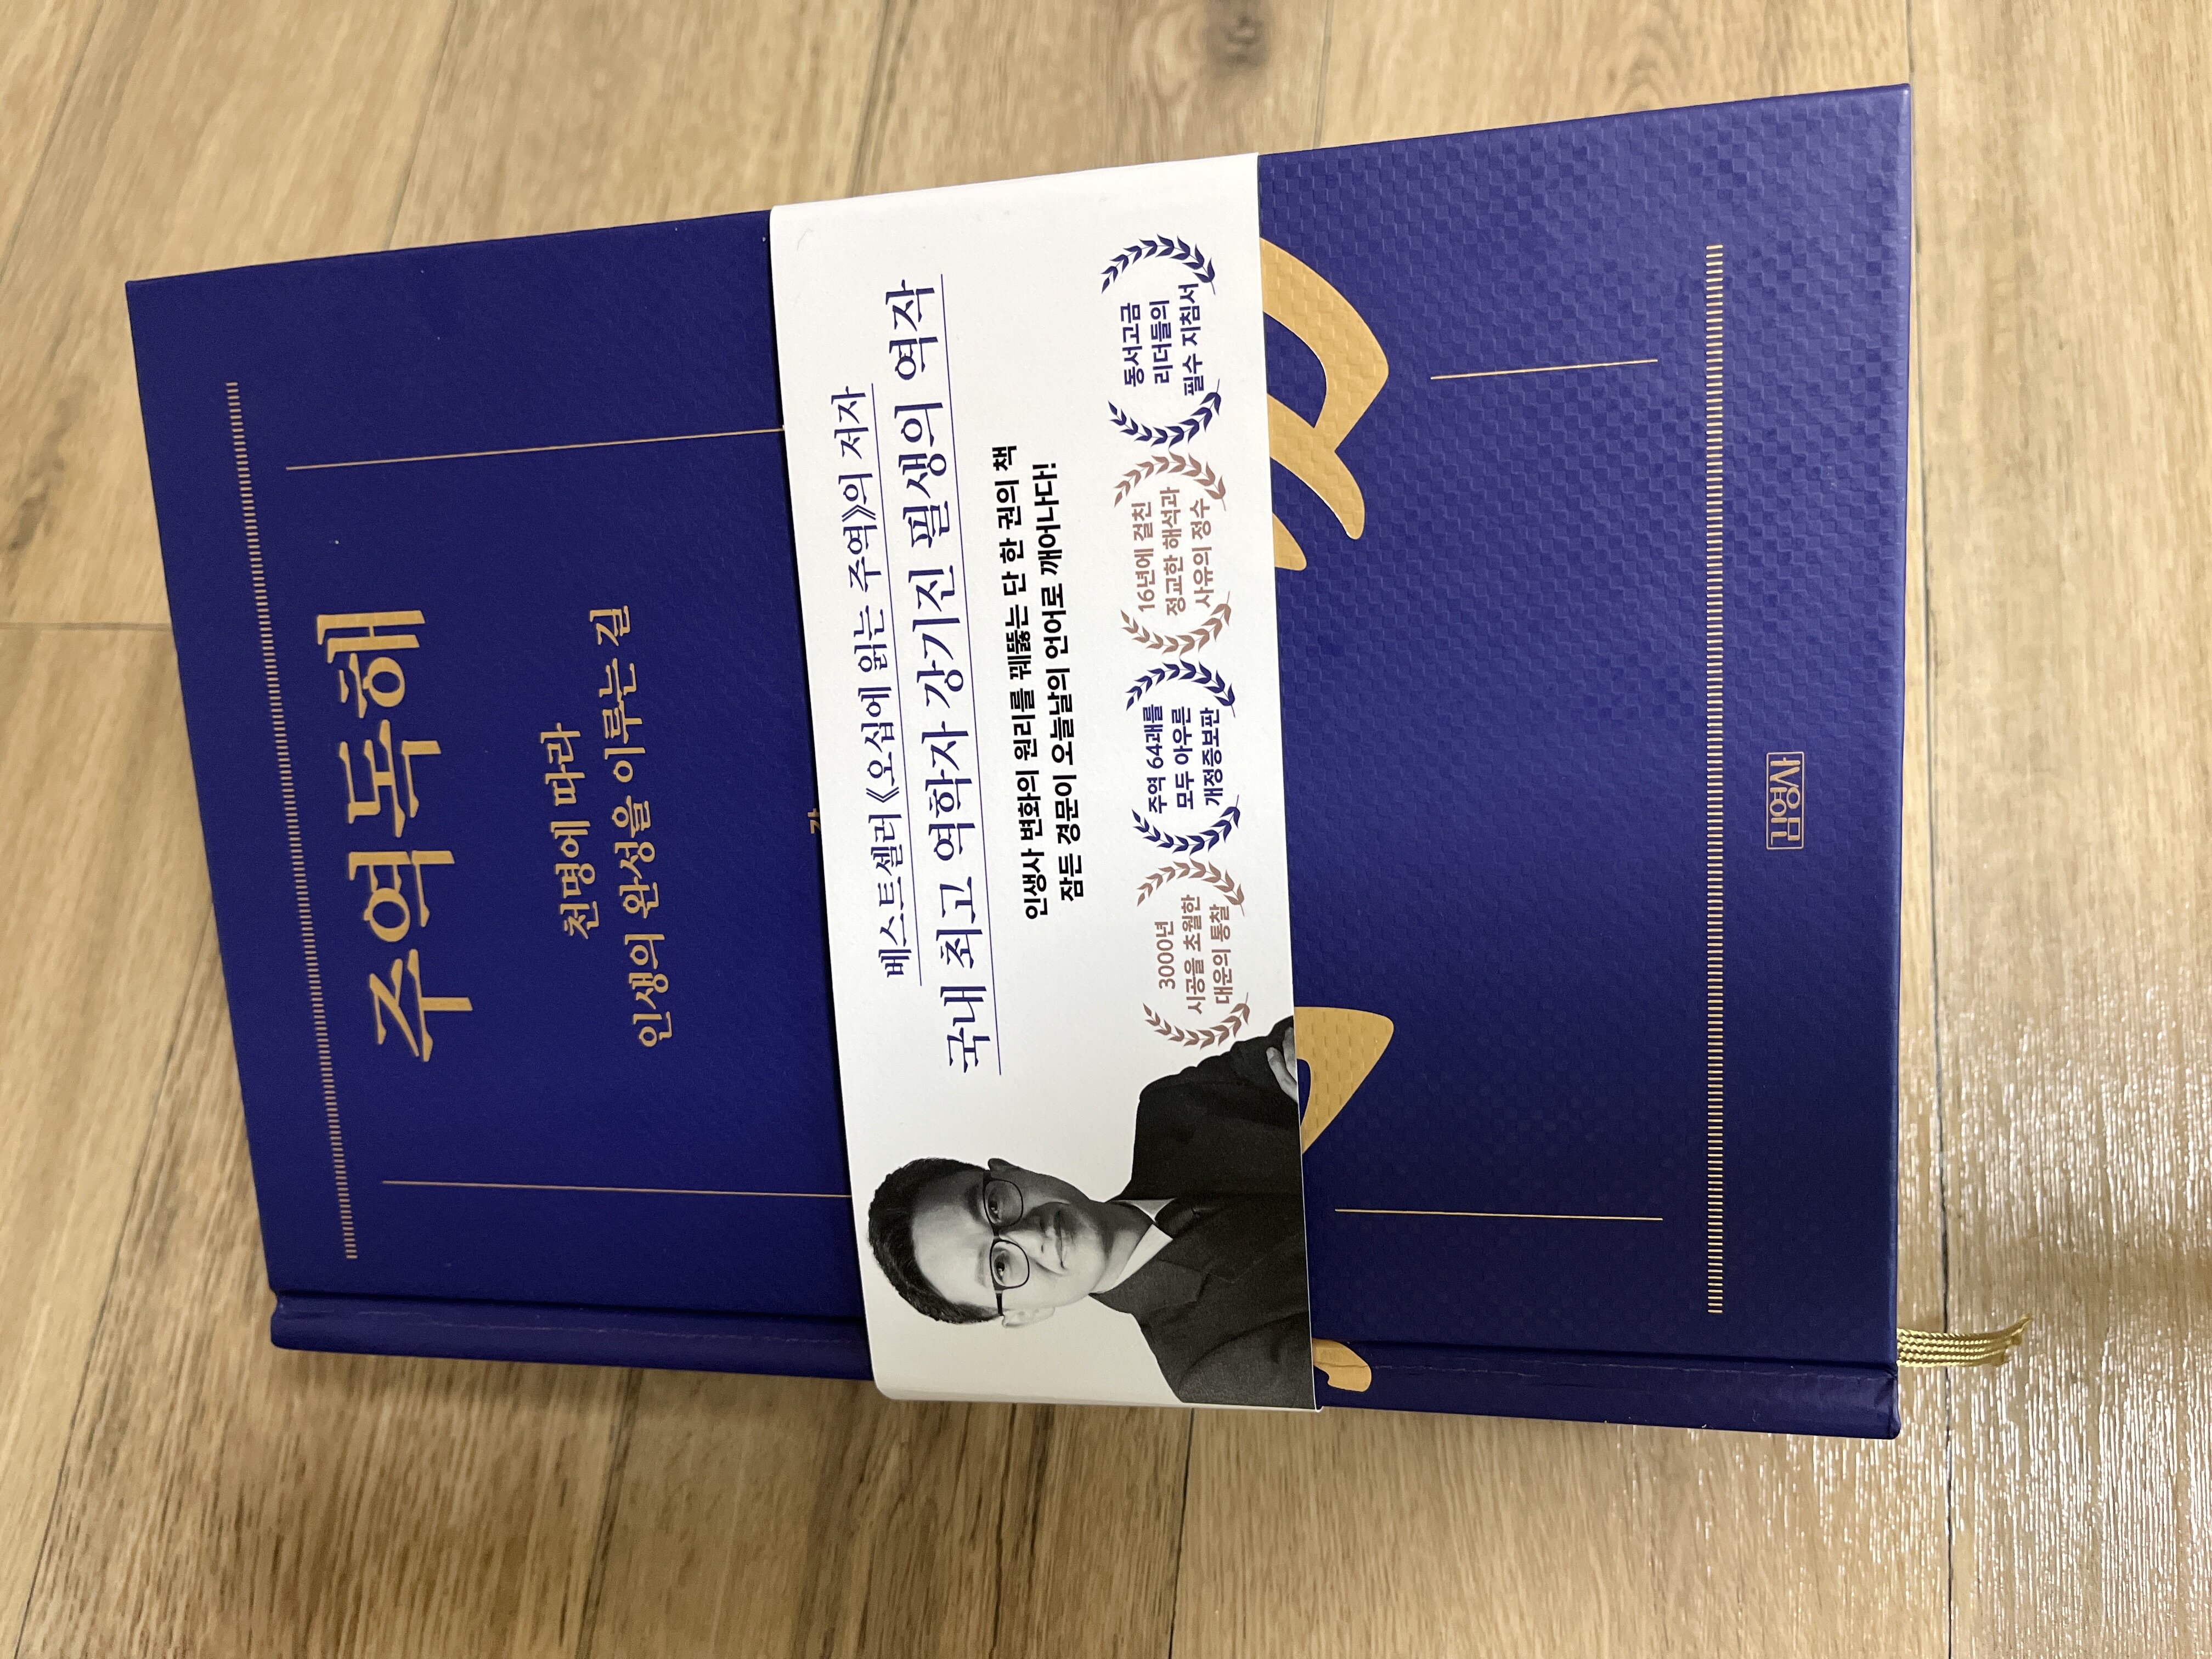 주역독해
천명에 따라
인생의 완성을 이루는 길
베스트셀러 《오십에 읽는 주역》의 저자
국내 최고 역학자 강기진 필생의 역작
인생사 변화의 원리를 꿰뚫는 단 한 권의 책
잠든 경문이 오늘날의 언어로 깨어나다!
3000년
시공을 초월한
대운의 통찰
주역 64괘를
모두 아우른
개정증보판
16년에 걸친
정교한 해석과
사유의 정수
동서고금
리더들의
필수 지침서
김영사